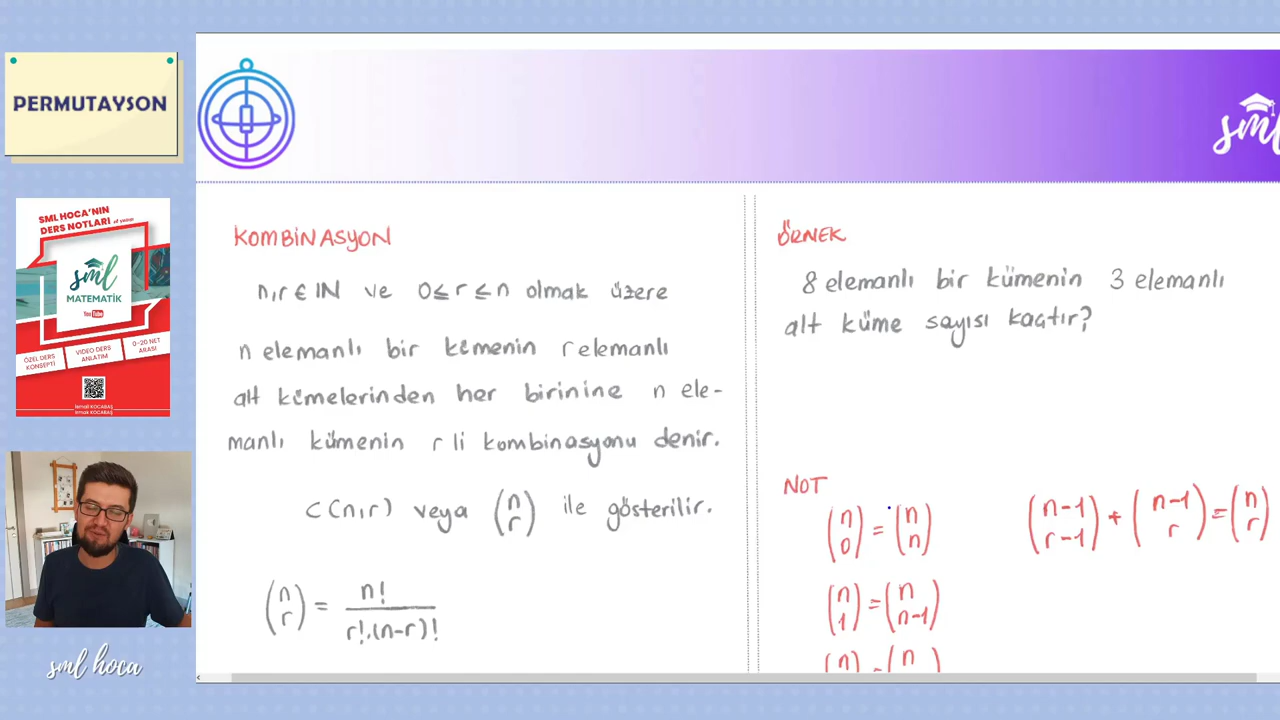 PERMUTAYSON
SML HOCA'NIN
DERS NOTLARI
sml
MATEMATİK
YouTube
ÖZEL DERS
KONSEPTİ
VIDEO DERS
ANLATIM
0-20 NET
ARASI
sml hoca
sml
KOMBİNASYON
n,r ∈ IN ve 0≤r≤n olmak üzere
n elemanlı bir kümenin r elemanlı
alt kümelerinden her birinine n ele-
manlı kümenin r li kombinasyonu denir.
C(n,r) veya (n r) ile gösterilir.
(n r) = n! / r!.(n-r)!
ÖRNEK
8 elemanlı bir kümenin 3 elemanlı
alt küme sayısı kaçtır?
NOT
(n 0) = (n n)
(n-1 r-1) + (n-1 r) = (n r)
(n 1) = (n n-1)